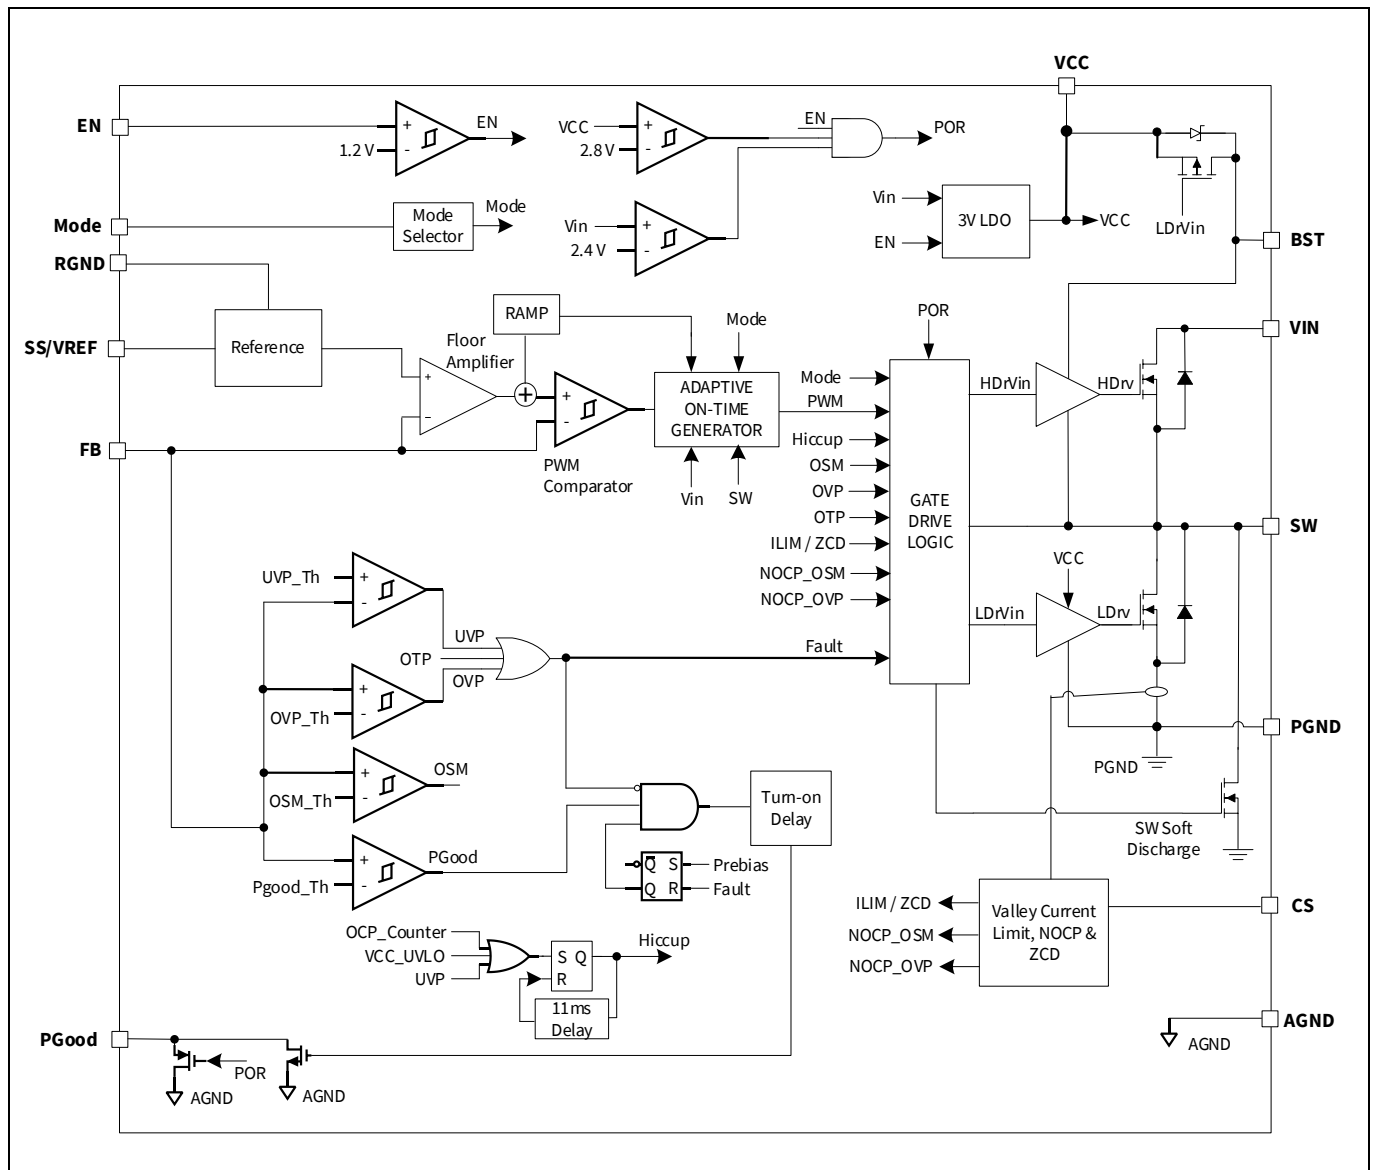 VCC
EN
+
-
1.2 V
EN
VCC
2.8 V
+
-
EN
POR
Mode
Mode
Selector
Mode
Vin
2.4 V
+
-
Vin
EN
3V LDO
VCC
LDrVin
BST
RGND
SS/VREF
Reference
Floor
Amplifier
+
-
RAMP
+
+
-
PWM
Comparator
Mode
ADAPTIVE
ON-TIME
GENERATOR
Vin
SW
FB
POR
Mode
PWM
Hiccup
OSM
OVP
OTP
ILIM / ZCD
NOCP_OSM
NOCP_OVP
Fault
GATE
DRIVE
LOGIC
HDrVin
HDrv
VIN
SW
VCC
LDrVin
LDrv
PGND
PGND
SW Soft
Discharge
UVP_Th
+
-
UVP
OTP
OVP
+
-
OVP_Th
+
-
OSM_Th
OSM
+
-
Pgood_Th
PGood
Turn-on
Delay
Q S
Q R
Prebias
Fault
OCP_Counter
VCC_UVLO
UVP
S Q
R
11ms
Delay
Hiccup
ILIM / ZCD
NOCP_OSM
NOCP_OVP
Valley Current
Limit, NOCP &
ZCD
CS
AGND
AGND
PGood
POR
AGND
AGND